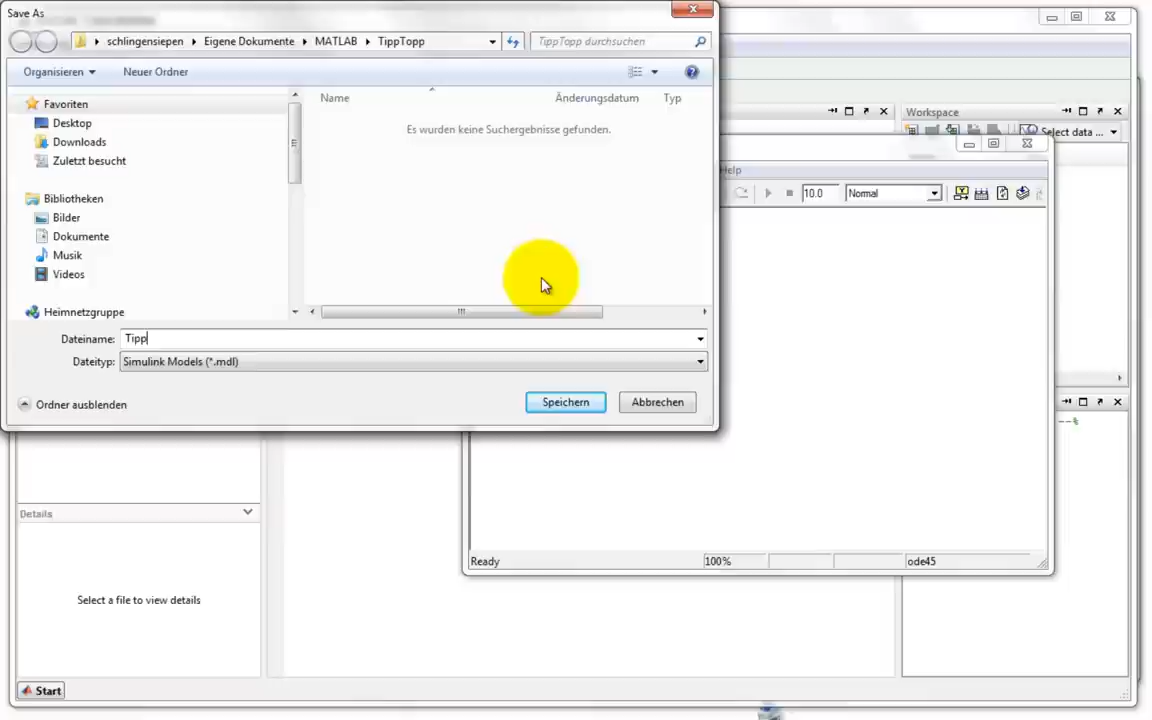 Save As
schlingensiepen Eigene Dokumente MATLAB TippTopp
TippTopp durchsuchen
Organisieren Neuer Ordner
Favoriten
Desktop
Downloads
Zuletzt besucht
Bibliotheken
Bilder
Dokumente
Musik
Videos
Heimnetzgruppe
Name Änderungsdatum Typ
Es wurden keine Suchergebnisse gefunden.
Dateiname: Tipp
Dateityp: Simulink Models (*.mdl)
Ordner ausblenden
Speichern Abbrechen
Workspace
Select data ...
Help
10.0 Normal
--%
Ready 100% ode45
Details
Select a file to view details
Start